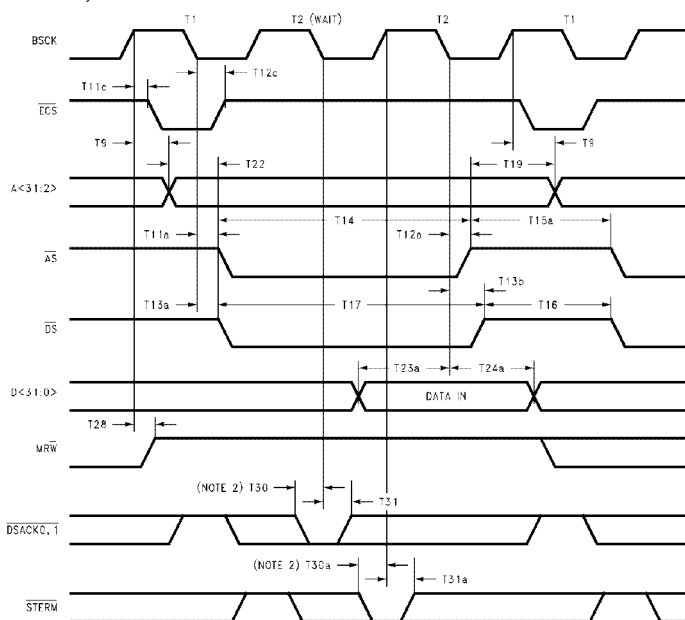 T1 T2 (WAIT) T2 T1
BSCK
T11c T12c
ECS
T9 T9
T22 T19
A<31:2>
T14 T15a
T11a T12a
AS
T13b
T13a T17 T16
DS
T23a T24a
D<31:0> DATA IN
T28
MRW
(NOTE 2) T30 T31
DSACK0,1
(NOTE 2) T30a T31a
STERM